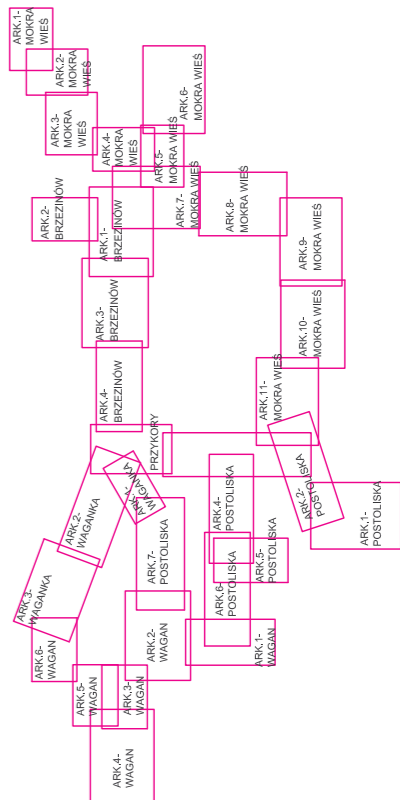 ARK.1-
MOKRA
WIEŚ
ARK.2-
MOKRA
WIEŚ
ARK.3-
MOKRA
WIEŚ
ARK.4-
MOKRA
WIEŚ
ARK.5-
MOKRA WIEŚ
ARK.6-
MOKRA WIEŚ
ARK.7-
MOKRA WIEŚ
ARK.8-
MOKRA WIEŚ
ARK.9-
MOKRA WIEŚ
ARK.10-
MOKRA WIEŚ
ARK.11-
MOKRA WIEŚ
ARK.2-
BRZEZINÓW
ARK.1-
BRZEZINÓW
ARK.3-
BRZEZINÓW
ARK.4-
BRZEZINÓW
PRZYKORY
WAGANKA
ARK.2-
WAGANKA
ARK.3-
WAGANKA
ARK.7-
POSTOLISKA
ARK.4-
POSTOLISKA
ARK.2-
POSTOLISKA
ARK.1-
POSTOLISKA
ARK.5-
POSTOLISKA
ARK.6-
POSTOLISKA
ARK.1-
WAGAN
ARK.2-
WAGAN
ARK.6-
WAGAN
ARK.5-
WAGAN
ARK.3-
WAGAN
ARK.4-
WAGAN